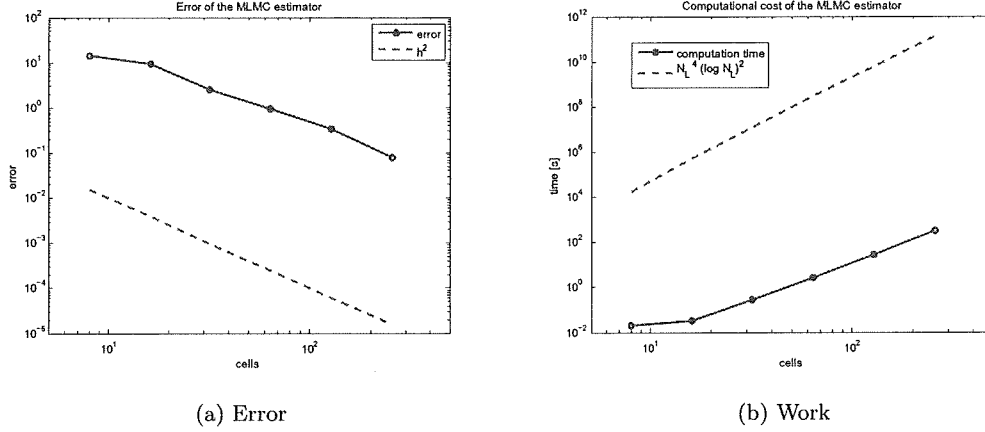 Error of the MLMC estimator
10²
10¹
10⁰
10⁻¹
10⁻²
10⁻³
10⁻⁴
10⁻⁵
error
error
h²
10¹
10²
cells
(a) Error
Computational cost of the MLMC estimator
10¹²
10¹⁰
10⁸
10⁶
10⁴
10²
10⁰
10⁻²
time [s]
computation time
N_L⁴ (log N_L)²
10¹
10²
cells
(b) Work